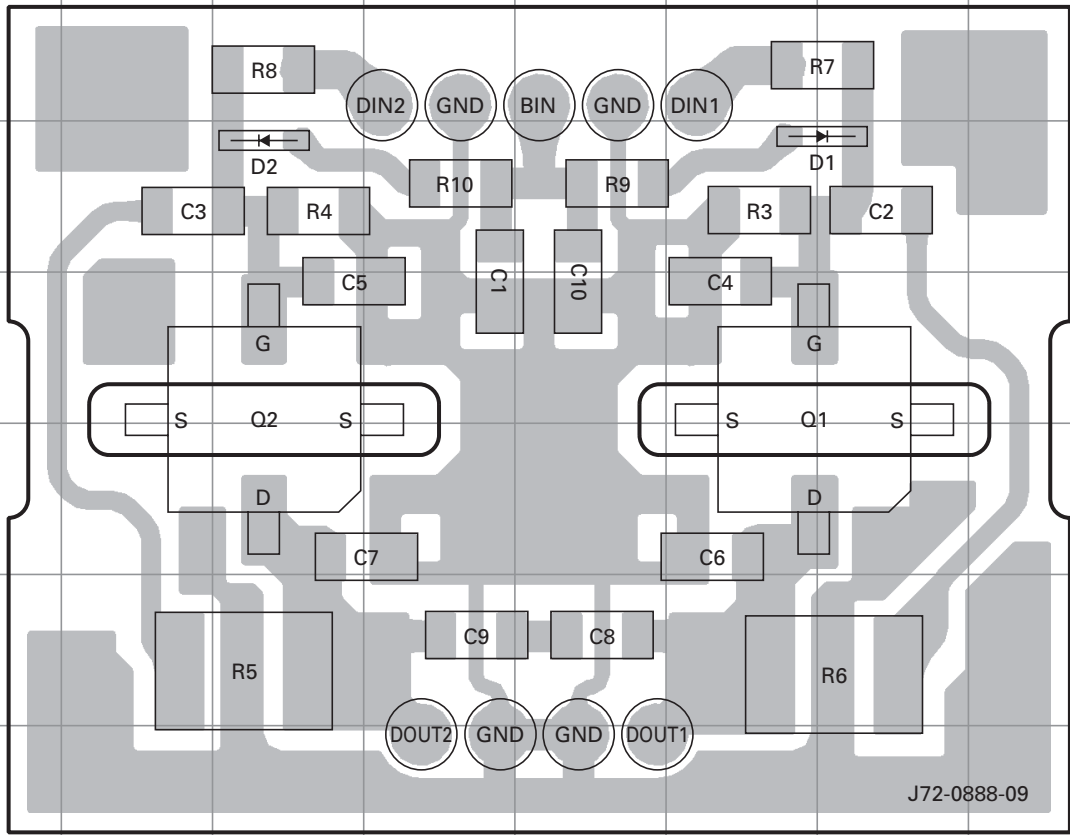 R8
R7
DIN2 GND BIN GND DIN1
D2
D1
R10
R9
C3
R4
R3
C2
C5
C1
C10
C4
G
G
S Q2 S
S Q1 S
D
D
C7
C6
C9
C8
R5
R6
DOUT2 GND GND DOUT1
J72-0888-09